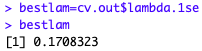 > bestlam=cv.out$lambda.1se
> bestlam
[1] 0.1708323